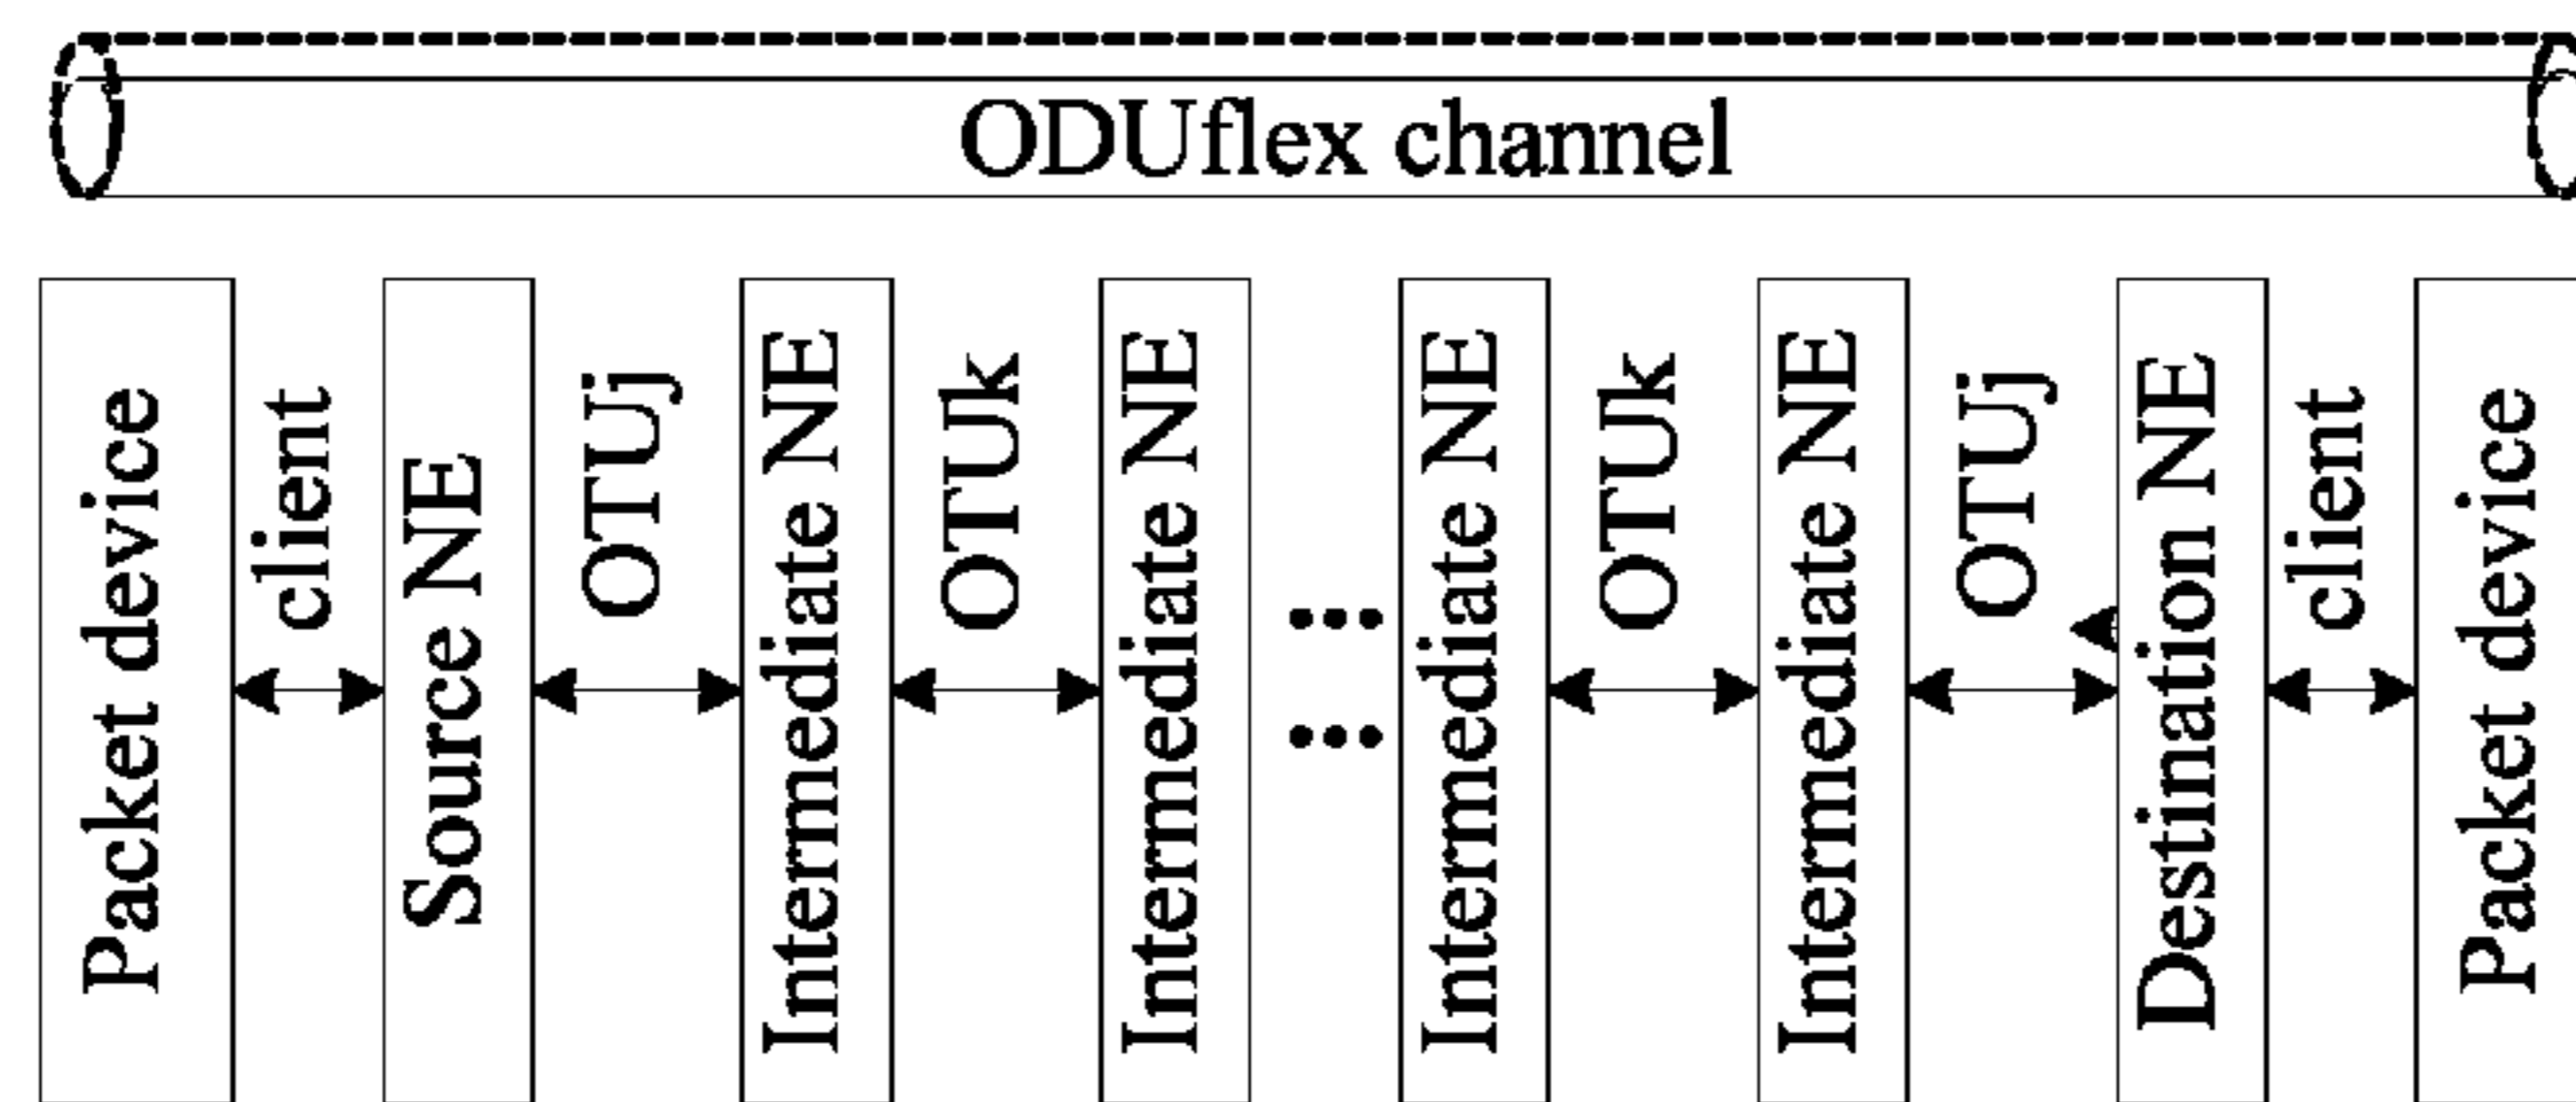 ODUflex channel
Packet device
client
Source NE
OTUj
Intermediate NE
OTUk
Intermediate NE
Intermediate NE
OTUk
Intermediate NE
OTUj
Destination NE
client
Packet device